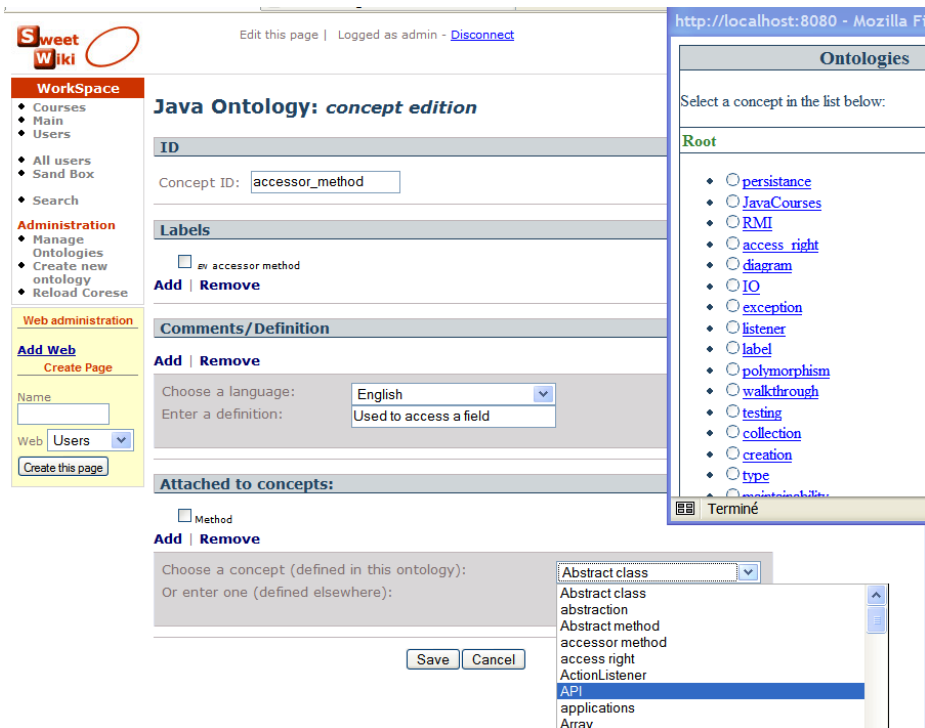 Sweet
Wiki
Edit this page | Logged as admin - Disconnect
WorkSpace
Courses
Main
Users
All users
Sand Box
Search
Administration
Manage
Ontologies
Create new
ontology
Reload Corese
Web administration
Add Web
Create Page
Name
Web Users
Create this page
Java Ontology: concept edition
ID
Concept ID: accessor_method
Labels
EN accessor method
Add | Remove
Comments/Definition
Add | Remove
Choose a language: English
Enter a definition: Used to access a field
Attached to concepts:
Method
Add | Remove
Choose a concept (defined in this ontology): Abstract class
Or enter one (defined elsewhere):
Abstract class
abstraction
Abstract method
accessor method
access right
ActionListener
API
applications
Array
Save Cancel
http://localhost:8080 - Mozilla Fi
Ontologies
Select a concept in the list below:
Root
persistance
JavaCourses
RMI
access_right
diagram
IO
exception
listener
label
polymorphism
walkthrough
testing
collection
creation
type
maintainability
Terminé